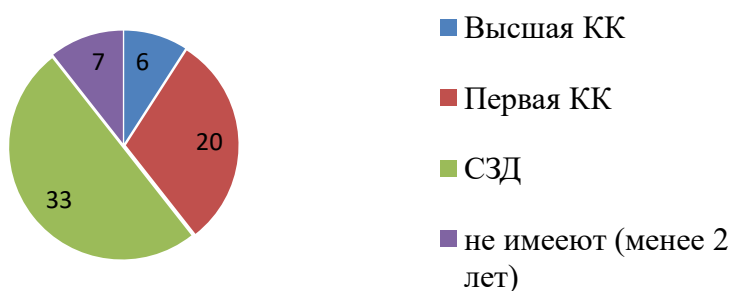 7
6
20
33
Высшая КК
Первая КК
СЗД
не имееют (менее 2
лет)